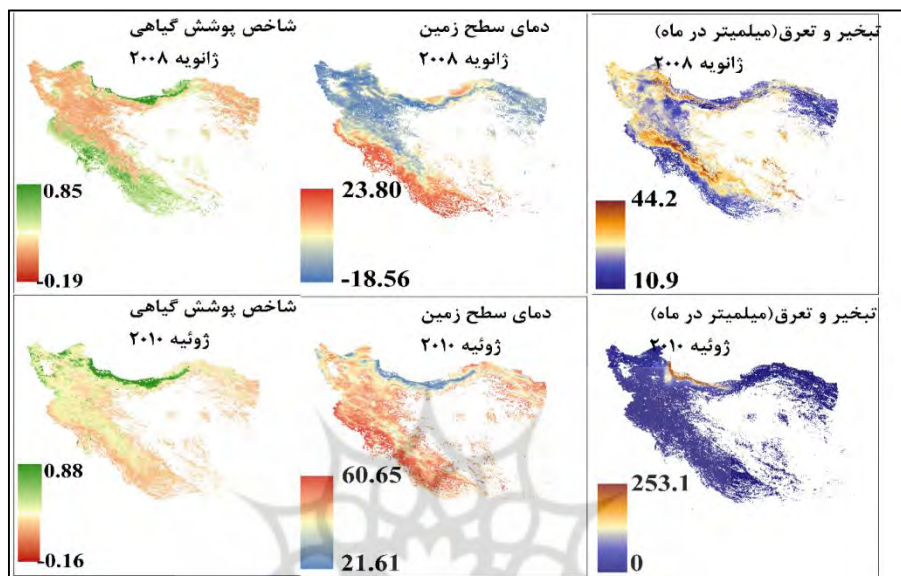 شاخص پوشش گیاهی
ژانویه ۲۰۰۸
0.85
-0.19
دمای سطح زمین
ژانویه ۲۰۰۸
23.80
-18.56
تبخیر و تعرق(میلمیتر در ماه)
ژانویه ۲۰۰۸
44.2
10.9
شاخص پوشش گیاهی
ژوئیه ۲۰۱۰
0.88
-0.16
دمای سطح زمین
ژوئیه ۲۰۱۰
60.65
21.61
تبخیر و تعرق(میلمیتر در ماه)
ژوئیه ۲۰۱۰
253.1
0